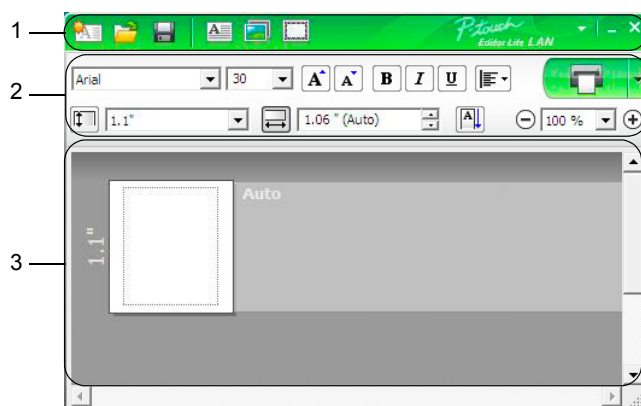 1
P-touch
Editor Lite LAN
2
Arial 30 A A B I U
1.1" 1.06 " (Auto) A 100 %
3
Auto
1.1"